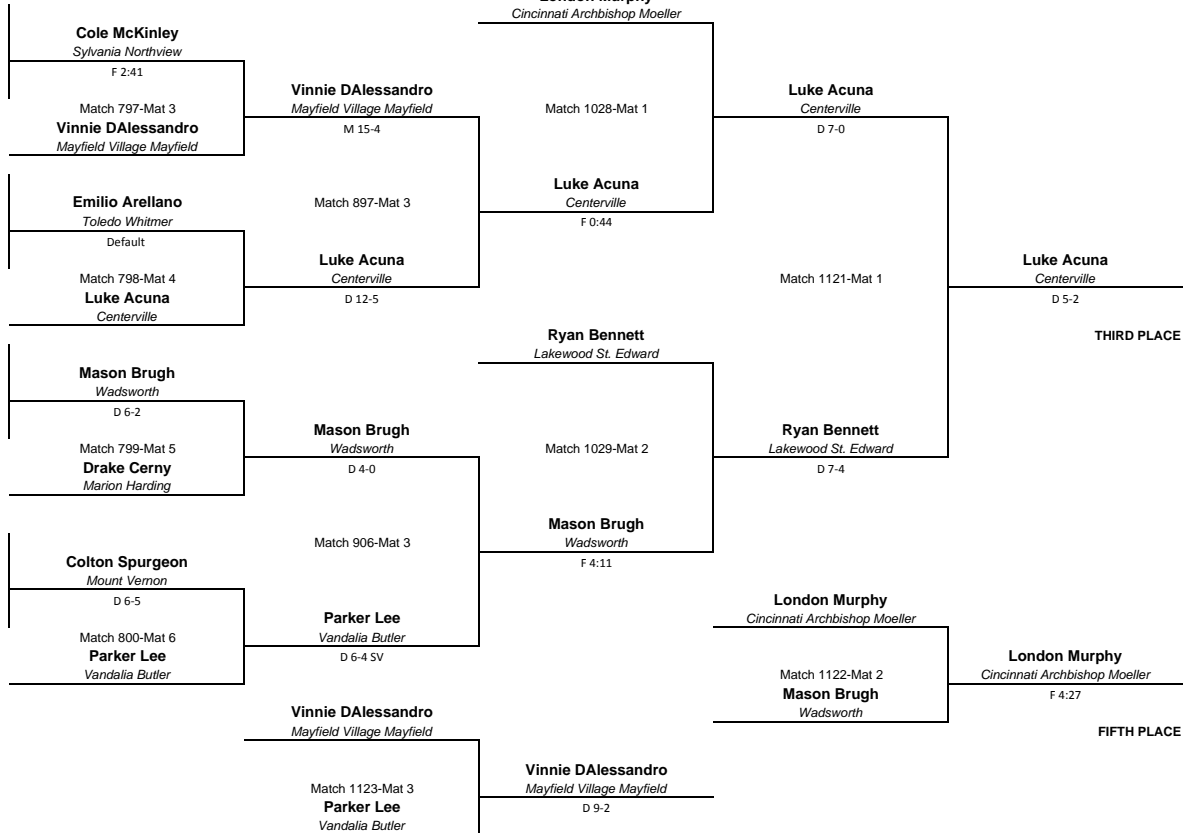 London Murphy
Cincinnati Archbishop Moeller
Cole McKinley
Sylvania Northview
F 2:41
Match 797-Mat 3
Vinnie DAlessandro
Mayfield Village Mayfield
Vinnie DAlessandro
Mayfield Village Mayfield
M 15-4
Match 1028-Mat 1
Luke Acuna
Centerville
D 7-0
Emilio Arellano
Toledo Whitmer
Default
Match 798-Mat 4
Luke Acuna
Centerville
Match 897-Mat 3
Luke Acuna
Centerville
D 12-5
Luke Acuna
Centerville
F 0:44
Match 1121-Mat 1
Luke Acuna
Centerville
D 5-2
THIRD PLACE
Ryan Bennett
Lakewood St. Edward
Mason Brugh
Wadsworth
D 6-2
Match 799-Mat 5
Drake Cerny
Marion Harding
Mason Brugh
Wadsworth
D 4-0
Match 1029-Mat 2
Ryan Bennett
Lakewood St. Edward
D 7-4
Colton Spurgeon
Mount Vernon
D 6-5
Match 800-Mat 6
Parker Lee
Vandalia Butler
Match 906-Mat 3
Parker Lee
Vandalia Butler
D 6-4 SV
Mason Brugh
Wadsworth
F 4:11
London Murphy
Cincinnati Archbishop Moeller
Match 1122-Mat 2
Mason Brugh
Wadsworth
London Murphy
Cincinnati Archbishop Moeller
F 4:27
FIFTH PLACE
Vinnie DAlessandro
Mayfield Village Mayfield
Match 1123-Mat 3
Parker Lee
Vandalia Butler
Vinnie DAlessandro
Mayfield Village Mayfield
D 9-2